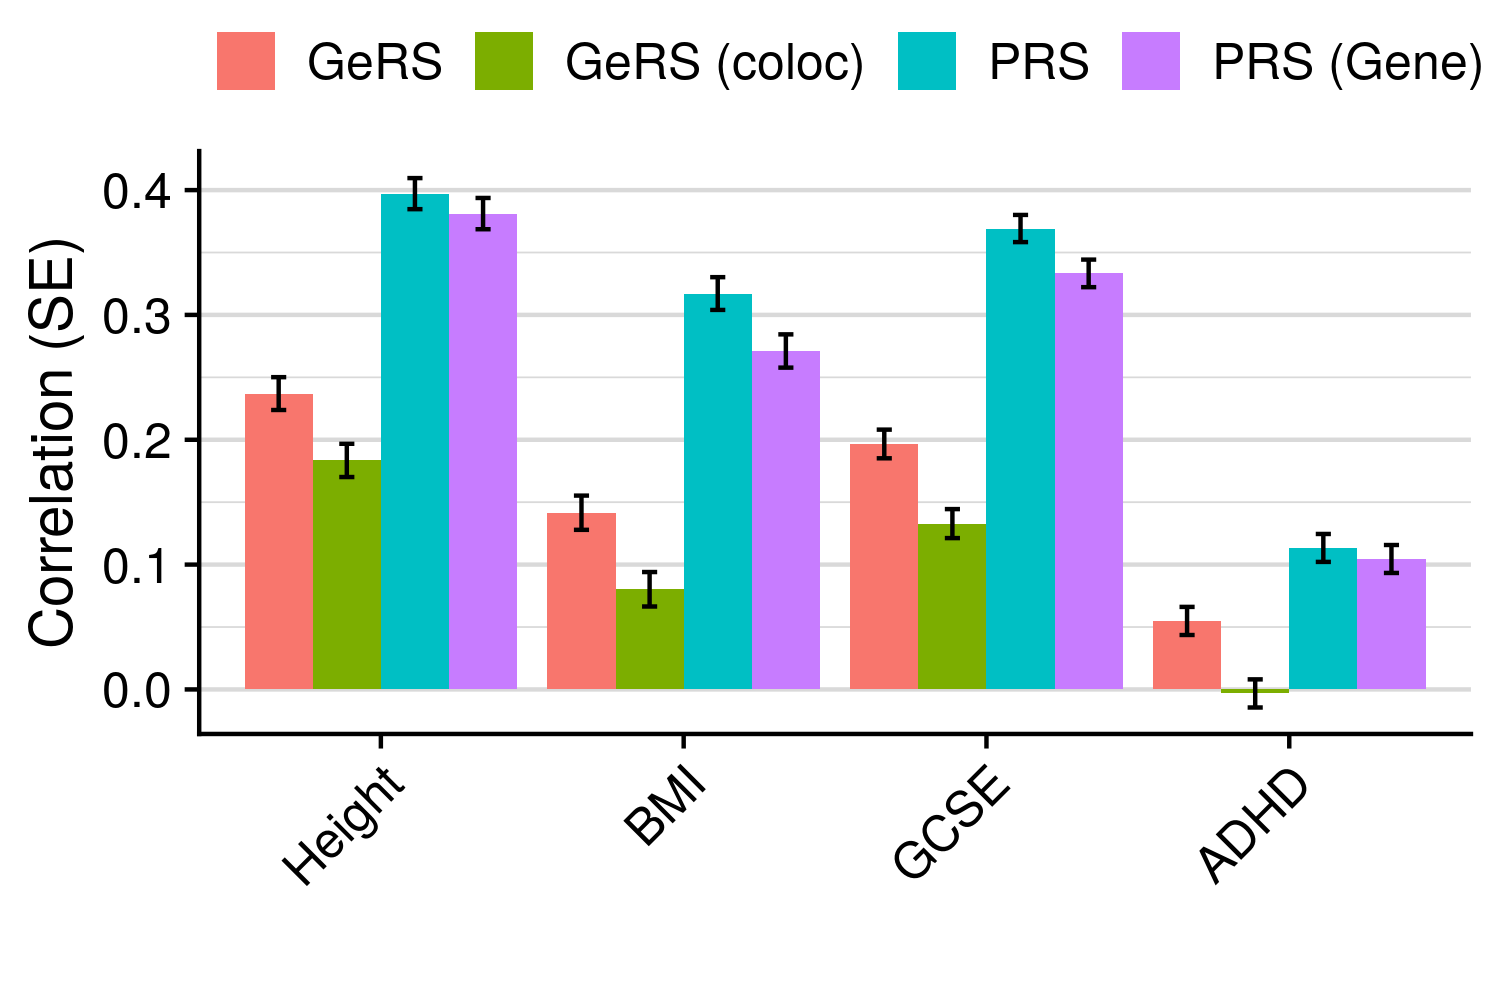 GeRS GeRS (coloc) PRS PRS (Gene)
Correlation (SE)
0.4
0.3
0.2
0.1
0.0
Height BMI GCSE ADHD